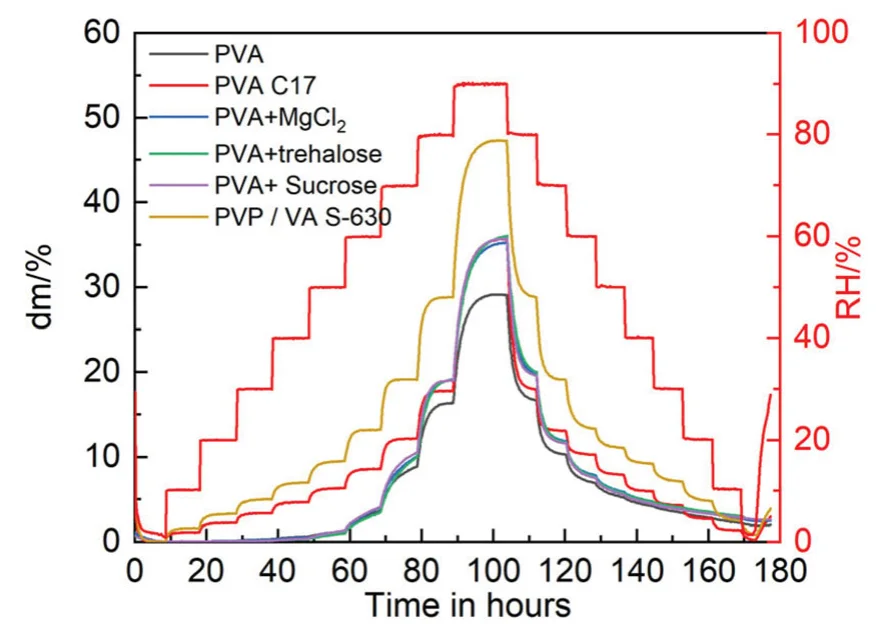 60
50
40
30
20
10
0
dm/%
PVA
PVA C17
PVA+MgCl₂
PVA+trehalose
PVA+ Sucrose
PVP / VA S-630
100
80
60
40
20
0
RH/%
0 20 40 60 80 100 120 140 160 180
Time in hours